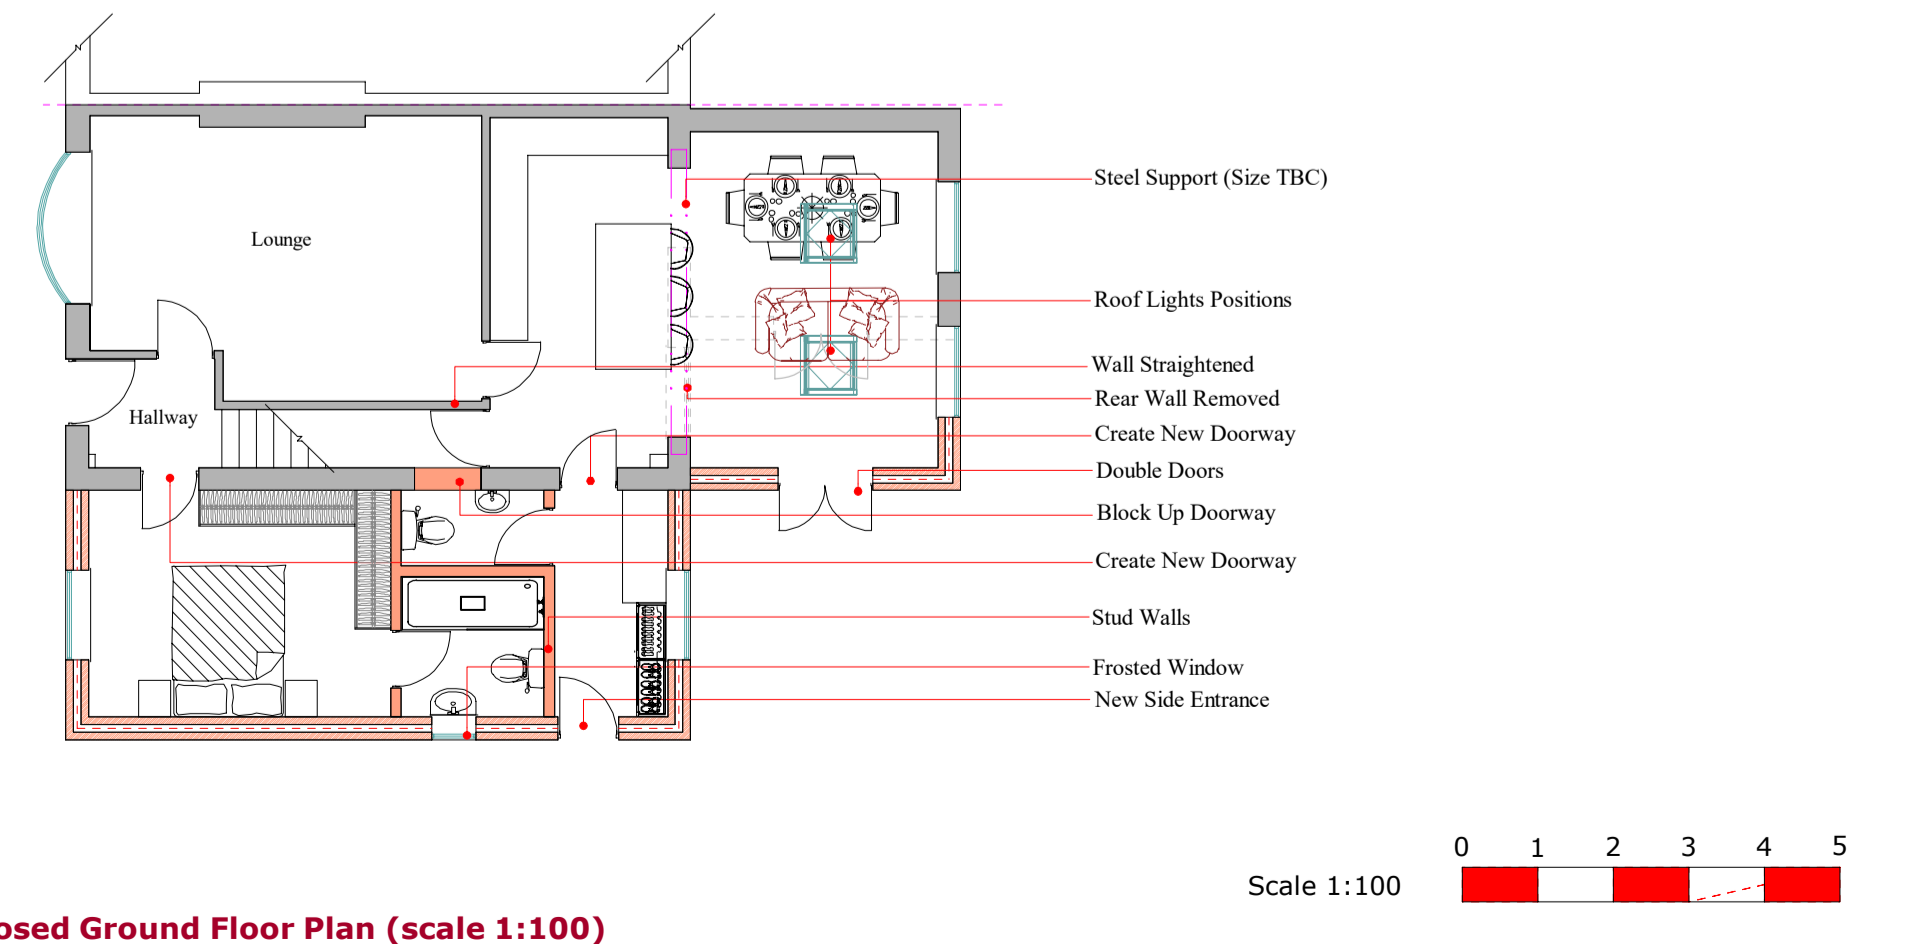 Steel Support (Size TBC)
Lounge
Roof Lights Positions
Wall Straightened
Rear Wall Removed
Hallway
Create New Doorway
Double Doors
Block Up Doorway
Create New Doorway
Stud Walls
Frosted Window
New Side Entrance
0 1 2 3 4 5
Scale 1:100
osed Ground Floor Plan (scale 1:100)